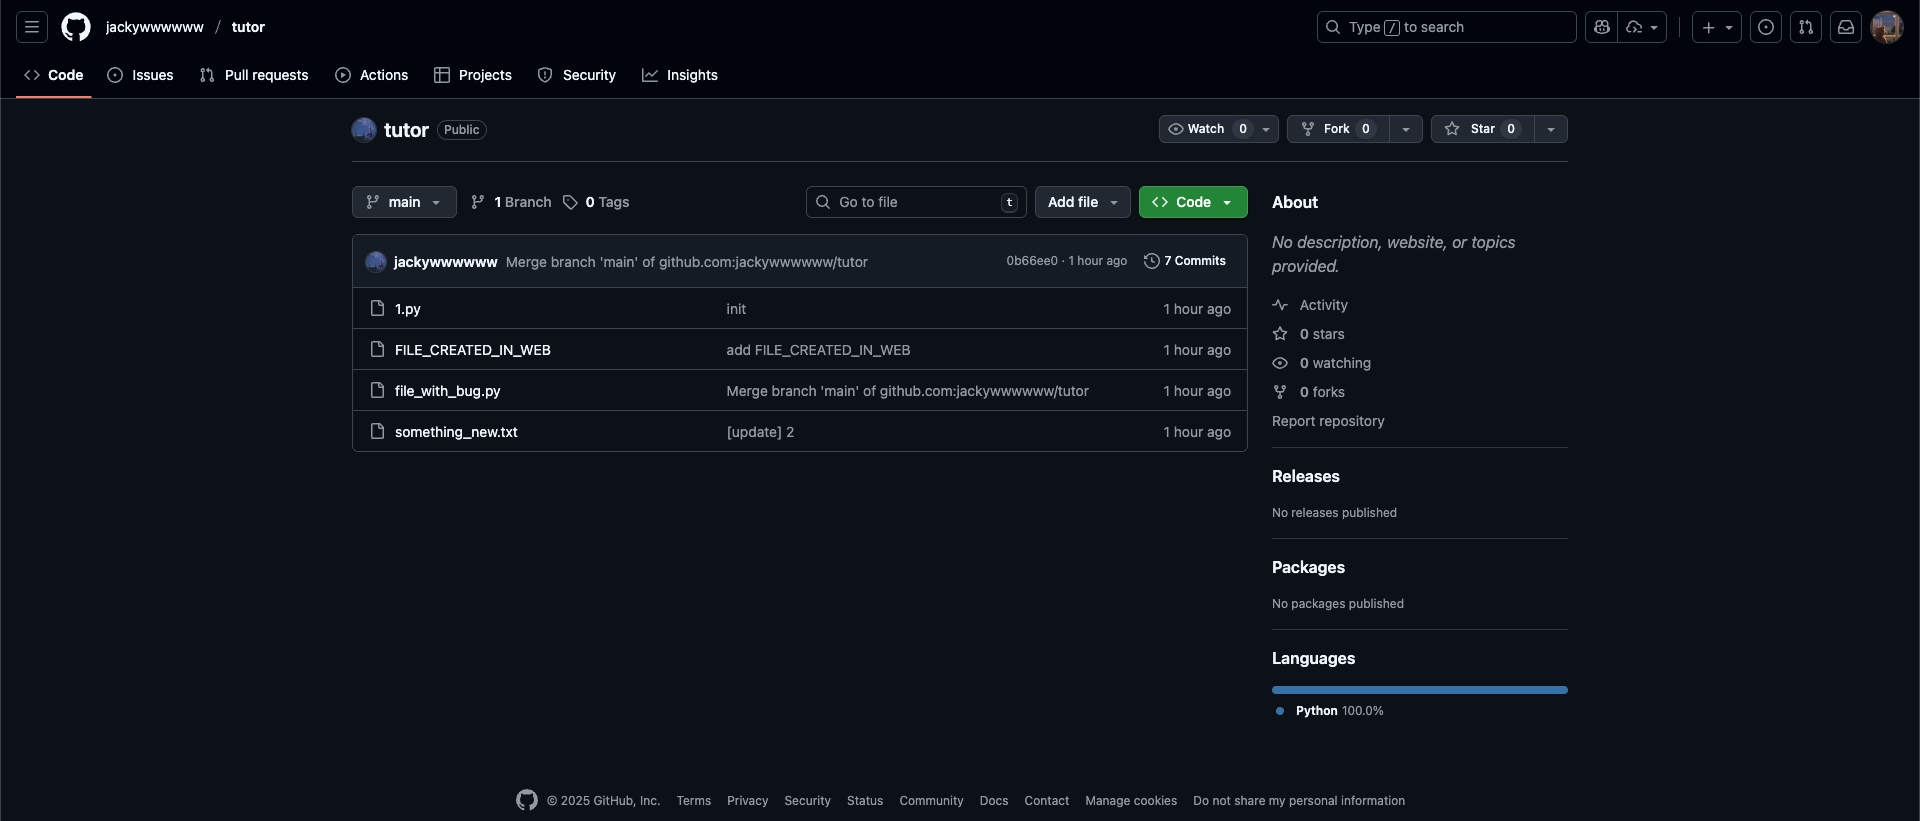 jackywwwwww / tutor
Type / to search
Code Issues Pull requests Actions Projects Security Insights
tutor Public
Watch 0 Fork 0 Star 0
main 1 Branch 0 Tags Go to file t Add file Code
jackywwwwww Merge branch 'main' of github.com:jackywwwwww/tutor 0b66ee0 · 1 hour ago 7 Commits
1.py init 1 hour ago
FILE_CREATED_IN_WEB add FILE_CREATED_IN_WEB 1 hour ago
file_with_bug.py Merge branch 'main' of github.com:jackywwwwww/tutor 1 hour ago
something_new.txt [update] 2 1 hour ago
About
No description, website, or topics
provided.
Activity
0 stars
0 watching
0 forks
Report repository
Releases
No releases published
Packages
No packages published
Languages
Python 100.0%
© 2025 GitHub, Inc. Terms Privacy Security Status Community Docs Contact Manage cookies Do not share my personal information